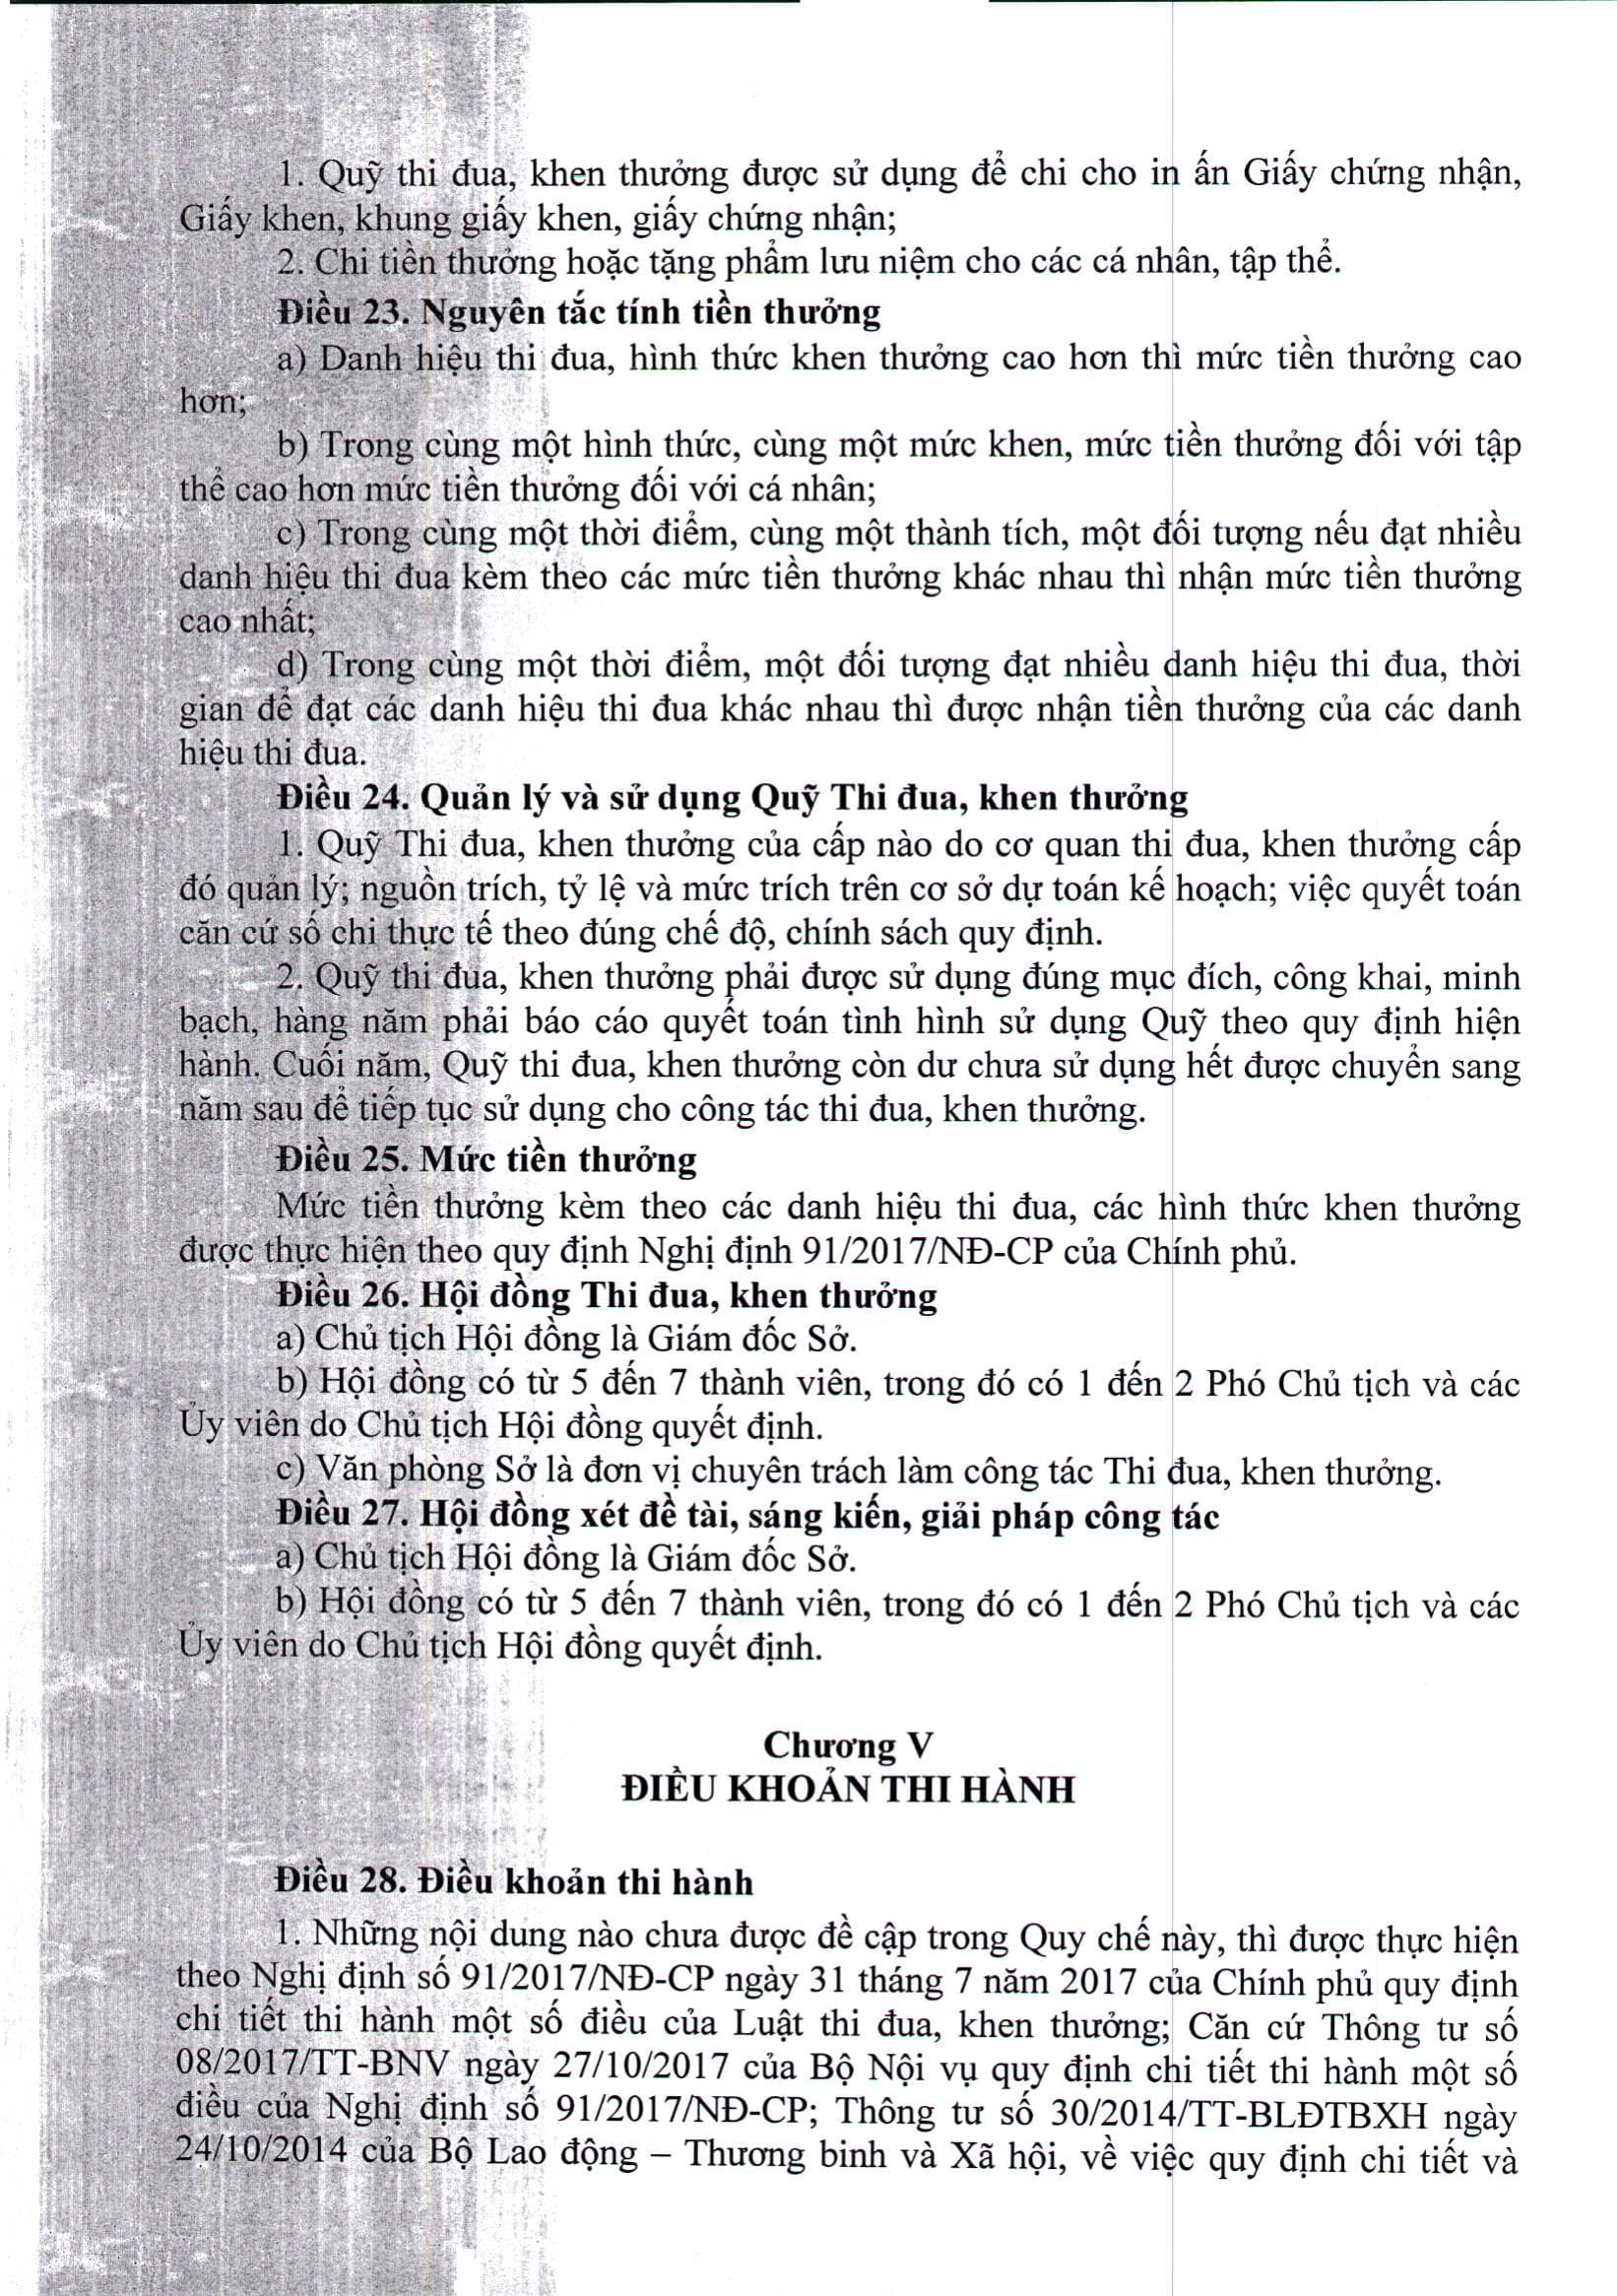 1. Quỹ thi đua, khen thưởng được sử dụng để chi cho in ấn Giấy chứng nhận,
Giấy khen, khung giấy khen, giấy chứng nhận;
2. Chi tiền thưởng hoặc tặng phẩm lưu niệm cho các cá nhân, tập thể.
Điều 23. Nguyên tắc tính tiền thưởng
a) Danh hiệu thi đua, hình thức khen thưởng cao hơn thì mức tiền thưởng cao
hơn;
b) Trong cùng một hình thức, cùng một mức khen, mức tiền thưởng đối với tập
thể cao hơn mức tiền thưởng đối với cá nhân;
c) Trong cùng một thời điểm, cùng một thành tích, một đối tượng nếu đạt nhiều
danh hiệu thi đua kèm theo các mức tiền thưởng khác nhau thì nhận mức tiền thưởng
cao nhất;
d) Trong cùng một thời điểm, một đối tượng đạt nhiều danh hiệu thi đua, thời
gian để đạt các danh hiệu thi đua khác nhau thì được nhận tiền thưởng của các danh
hiệu thi đua.
Điều 24. Quản lý và sử dụng Quỹ Thi đua, khen thưởng
1. Quỹ Thi đua, khen thưởng của cấp nào do cơ quan thi đua, khen thưởng cấp
đó quản lý; nguồn trích, tỷ lệ và mức trích trên cơ sở dự toán kế hoạch; việc quyết toán
căn cứ số chi thực tế theo đúng chế độ, chính sách quy định.
2. Quỹ thi đua, khen thưởng phải được sử dụng đúng mục đích, công khai, minh
bạch, hàng năm phải báo cáo quyết toán tình hình sử dụng Quỹ theo quy định hiện
hành. Cuối năm, Quỹ thi đua, khen thưởng còn dư chưa sử dụng hết được chuyển sang
năm sau để tiếp tục sử dụng cho công tác thi đua, khen thưởng.
Điều 25. Mức tiền thưởng
Mức tiền thưởng kèm theo các danh hiệu thi đua, các hình thức khen thưởng
được thực hiện theo quy định Nghị định 91/2017/NĐ-CP của Chính phủ.
Điều 26. Hội đồng Thi đua, khen thưởng
a) Chủ tịch Hội đồng là Giám đốc Sở.
b) Hội đồng có từ 5 đến 7 thành viên, trong đó có 1 đến 2 Phó Chủ tịch và các
Ủy viên do Chủ tịch Hội đồng quyết định.
c) Văn phòng Sở là đơn vị chuyên trách làm công tác Thi đua, khen thưởng.
Điều 27. Hội đồng xét đề tài, sáng kiến, giải pháp công tác
a) Chủ tịch Hội đồng là Giám đốc Sở.
b) Hội đồng có từ 5 đến 7 thành viên, trong đó có 1 đến 2 Phó Chủ tịch và các
Ủy viên do Chủ tịch Hội đồng quyết định.
Chương V
ĐIỀU KHOẢN THI HÀNH
Điều 28. Điều khoản thi hành
1. Những nội dung nào chưa được đề cập trong Quy chế này, thì được thực hiện
theo Nghị định số 91/2017/NĐ-CP ngày 31 tháng 7 năm 2017 của Chính phủ quy định
chi tiết thi hành một số điều của Luật thi đua, khen thưởng; Căn cứ Thông tư số
08/2017/TT-BNV ngày 27/10/2017 của Bộ Nội vụ quy định chi tiết thi hành một số
điều của Nghị định số 91/2017/NĐ-CP; Thông tư số 30/2014/TT-BLĐTBXH ngày
24/10/2014 của Bộ Lao động – Thương binh và Xã hội, về việc quy định chi tiết và